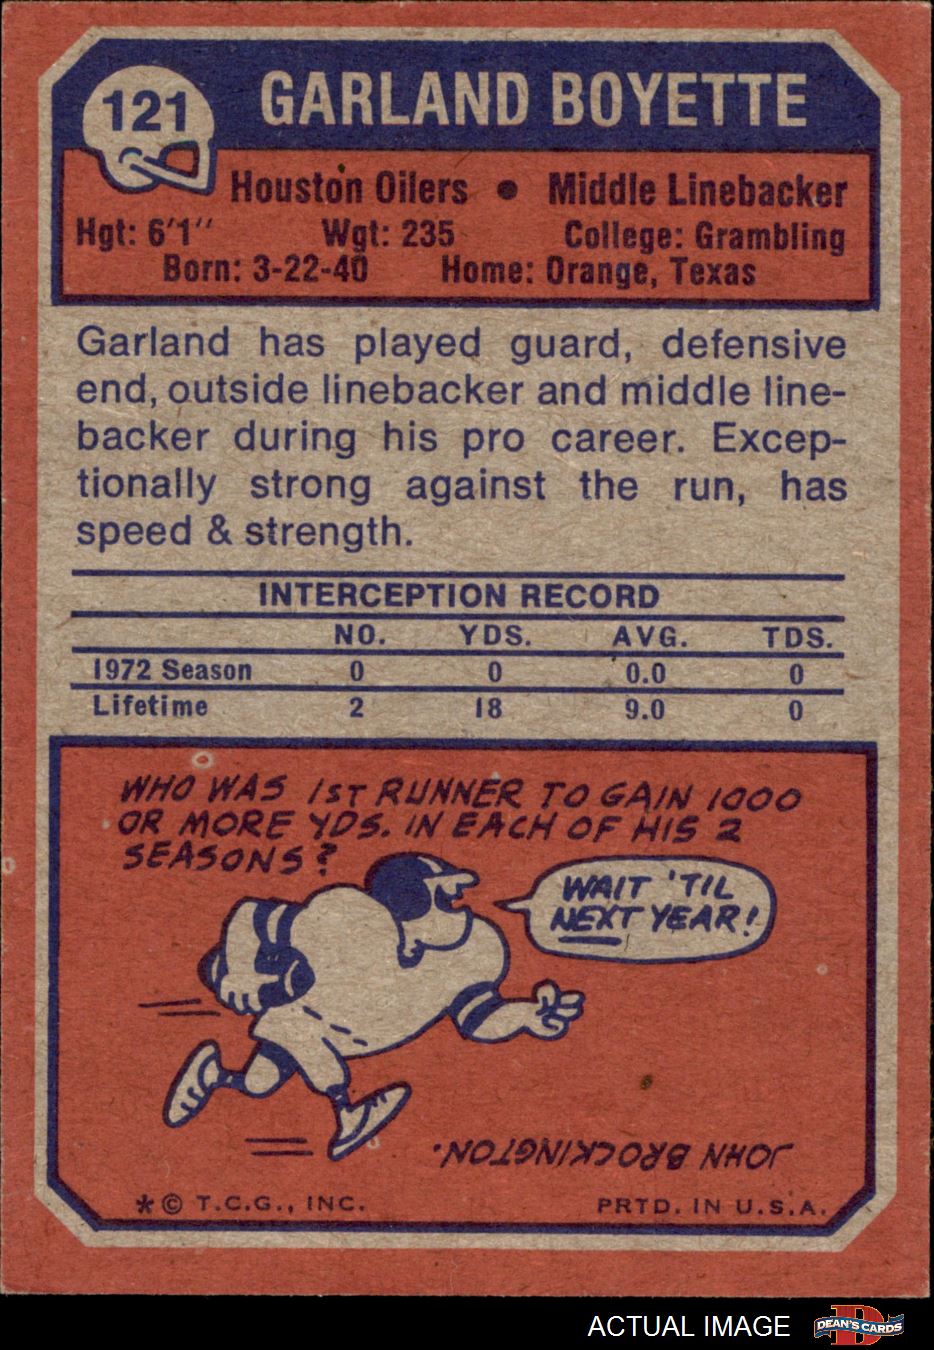 121
GARLAND BOYETTE
Houston Oilers • Middle Linebacker
Hgt: 6'1" Wgt: 235 College: Grambling
Born: 3-22-40 Home: Orange, Texas
Garland has played guard, defensive
end, outside linebacker and middle line-
backer during his pro career. Excep-
tionally strong against the run, has
speed & strength.
INTERCEPTION RECORD
NO. YDS. AVG. TDS.
1972 Season 0 0 0.0 0
Lifetime 2 18 9.0 0
WHO WAS 1ST RUNNER TO GAIN 1000
OR MORE YDS. IN EACH OF HIS 2
SEASONS?
WAIT 'TIL
NEXT YEAR!
JOHN BROCKINGTON.
*© T.C.G., INC. PRTD. IN U.S.A.
ACTUAL IMAGE
DEAN'S CARDS